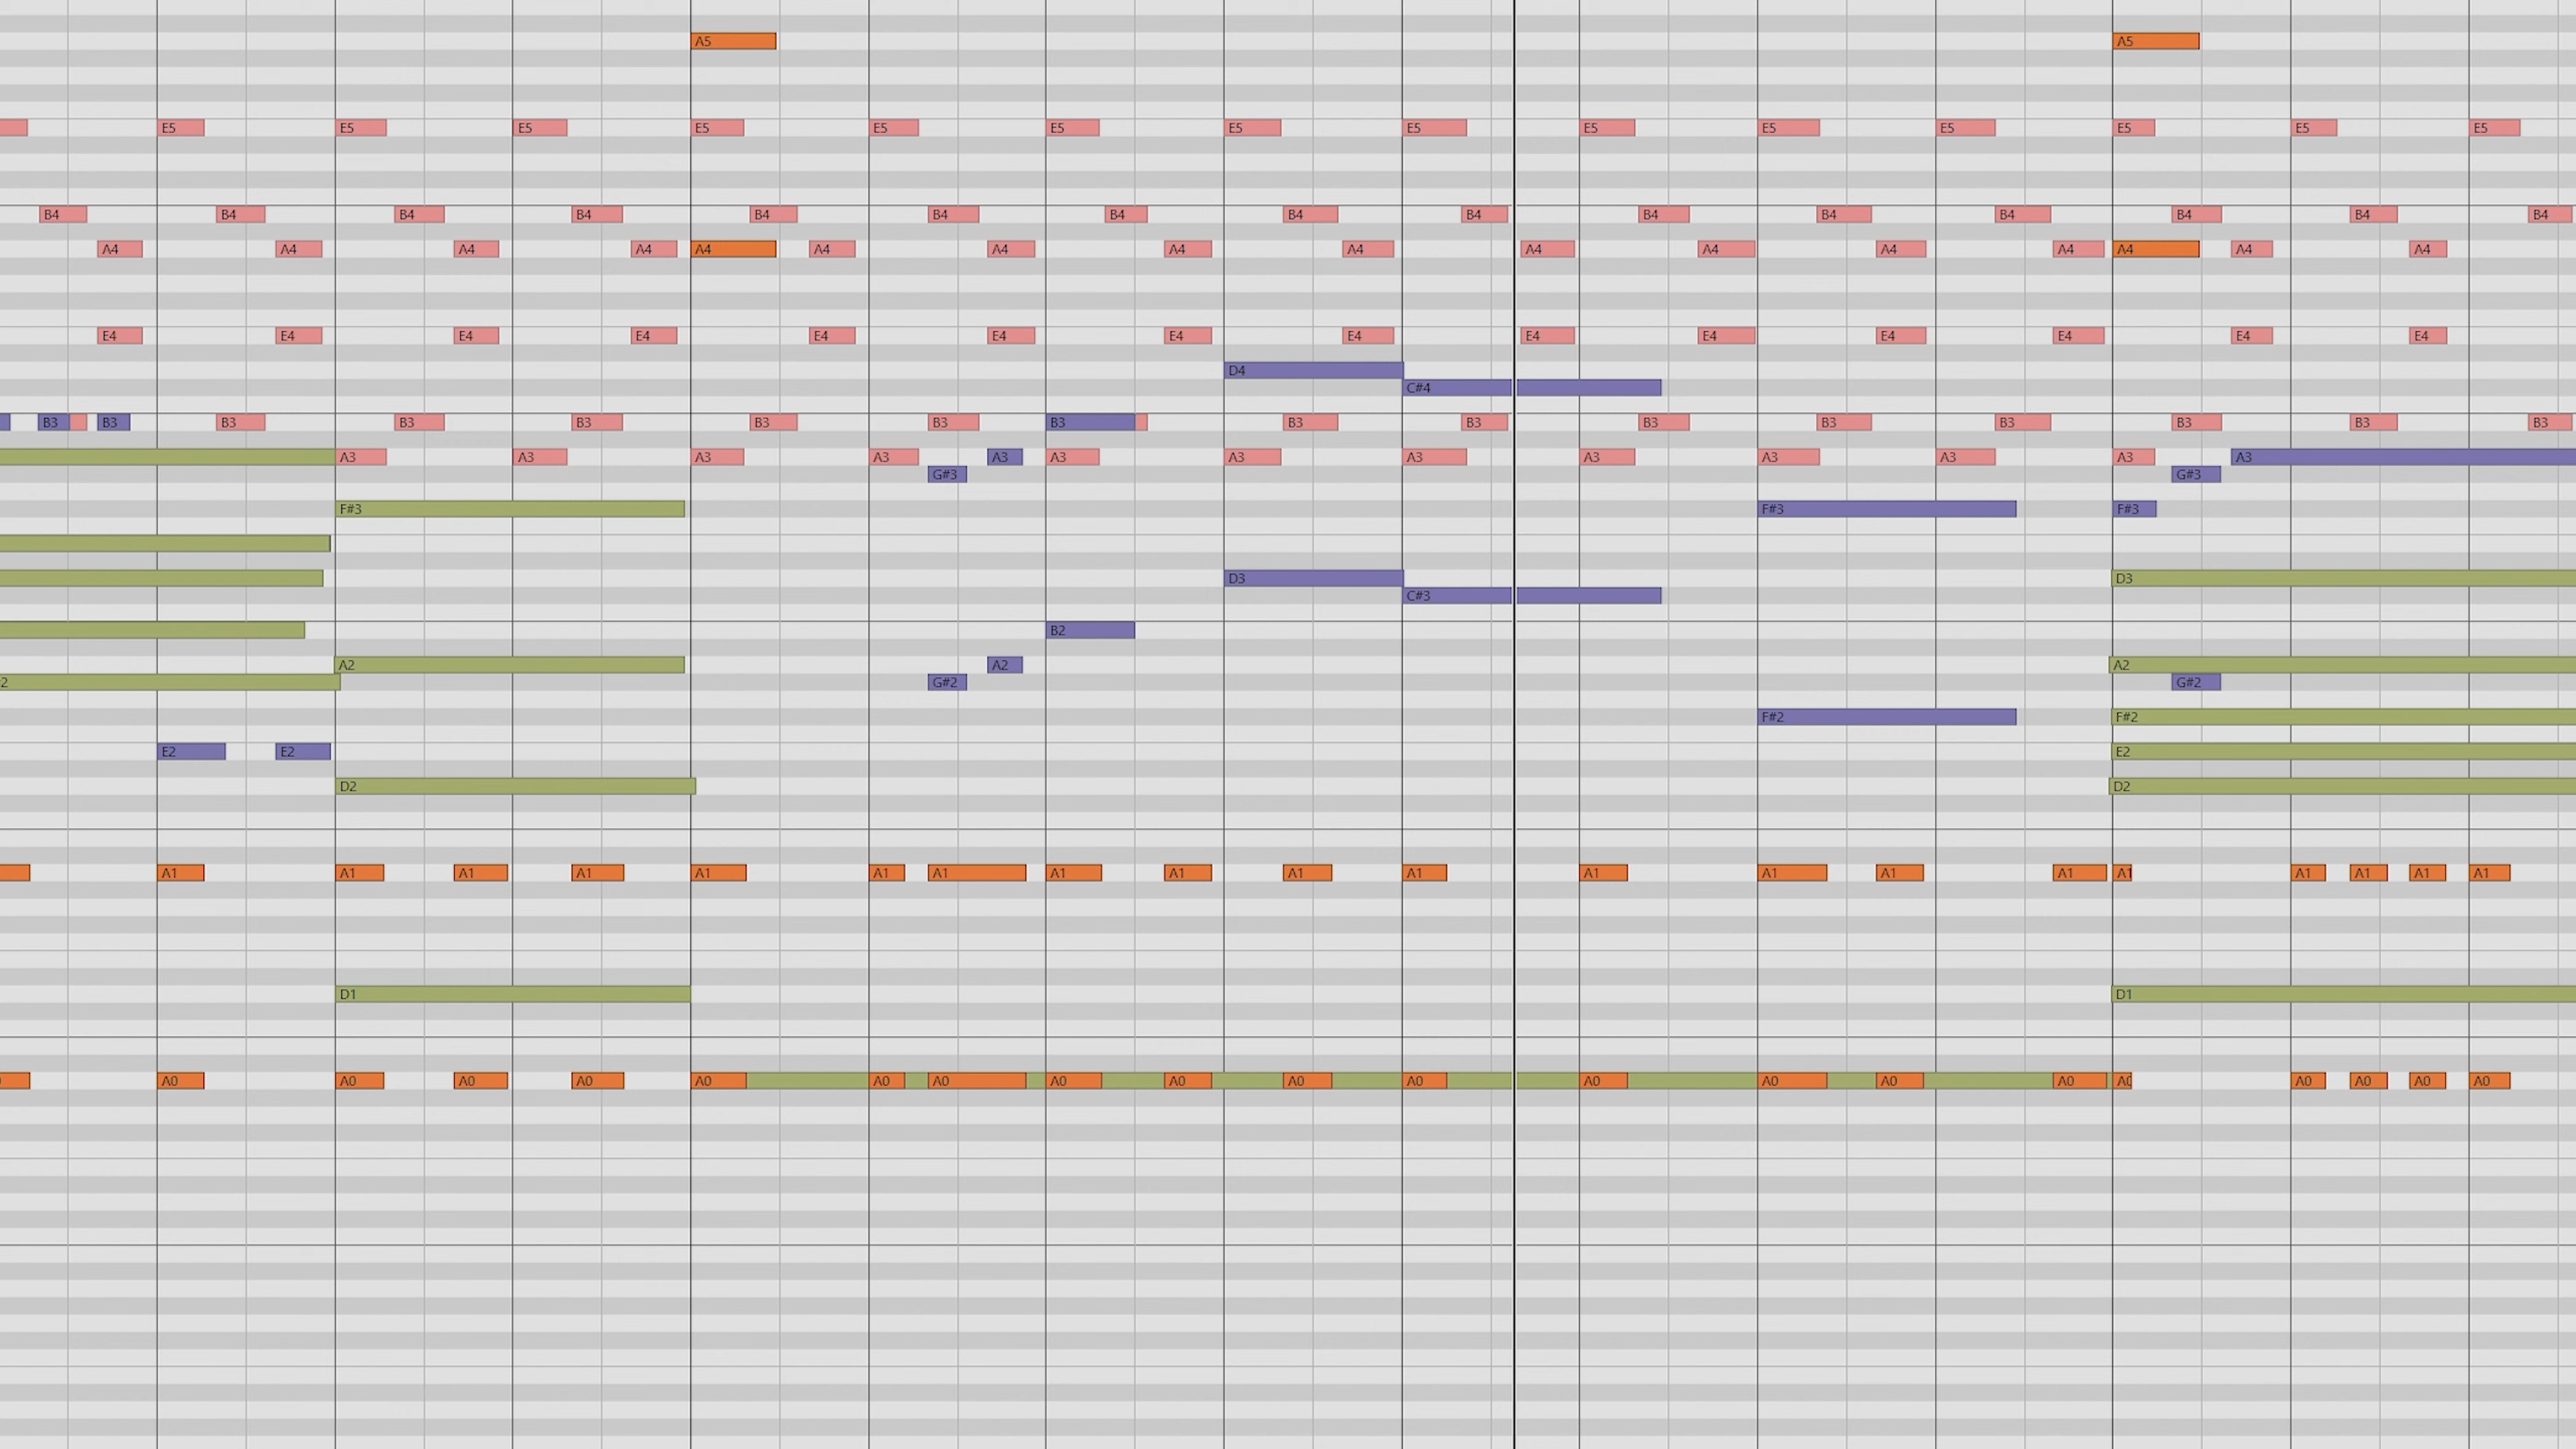 A5 A5
E5 E5 E5 E5 E5 E5 E5 E5 E5 E5 E5 E5 E5 E5
B4 B4 B4 B4 B4 B4 B4 B4 B4 B4 B4 B4 B4 B4 B4
A4 A4 A4 A4 A4 A4 A4 A4 A4 A4 A4 A4 A4 A4 A4 A4
E4 E4 E4 E4 E4 E4 E4 E4 E4 E4 E4 E4 E4 E4
D4
C#4
B3 B3 B3 B3 B3 B3 B3 B3 B3 B3 B3 B3 B3 B3 B3 B3
A3 A3 A3 A3 A3 A3 A3 A3 A3 A3 A3 A3 A3
G#3 G#3
F#3 F#3 F#3
D3 D3
C#3
B2
A2 A2 A2
2 G#2 G#2
F#2 F#2
E2 E2 E2
D2 D2
A1 A1 A1 A1 A1 A1 A1 A1 A1 A1 A1 A1 A1 A1 A1 A1 A1 A1 A1 A1
D1 D1
A0 A0 A0 A0 A0 A0 A0 A0 A0 A0 A0 A0 A0 A0 A0 A0 A0 A0 A0 A0